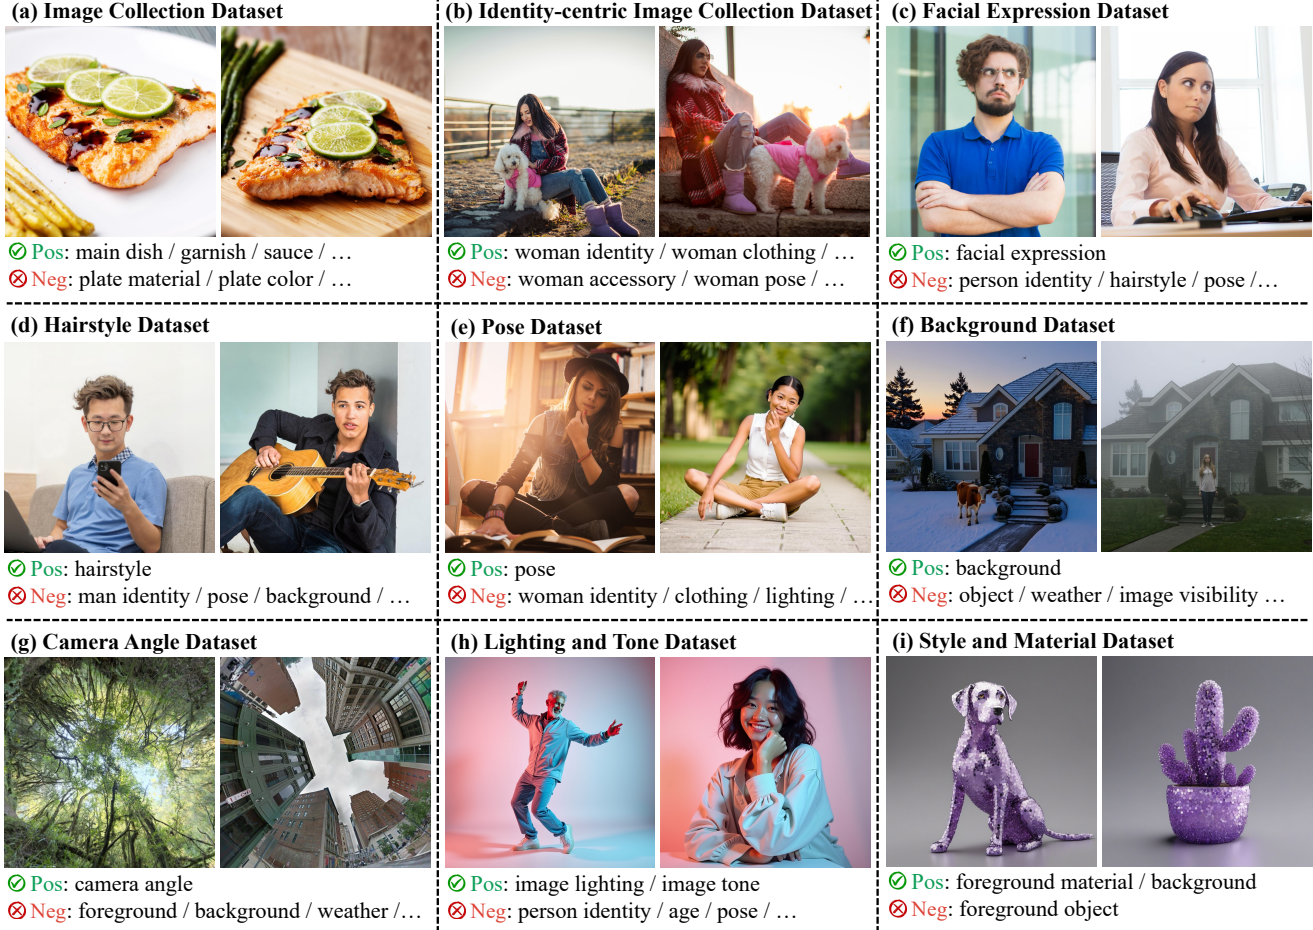 (a) Image Collection Dataset
Pos: main dish / garnish / sauce / …
Neg: plate material / plate color / …
(b) Identity-centric Image Collection Dataset
Pos: woman identity / woman clothing / …
Neg: woman accessory / woman pose / …
(c) Facial Expression Dataset
Pos: facial expression
Neg: person identity / hairstyle / pose /…
(d) Hairstyle Dataset
Pos: hairstyle
Neg: man identity / pose / background / …
(e) Pose Dataset
Pos: pose
Neg: woman identity / clothing / lighting / …
(f) Background Dataset
Pos: background
Neg: object / weather / image visibility …
(g) Camera Angle Dataset
Pos: camera angle
Neg: foreground / background / weather /…
(h) Lighting and Tone Dataset
Pos: image lighting / image tone
Neg: person identity / age / pose / …
(i) Style and Material Dataset
Pos: foreground material / background
Neg: foreground object